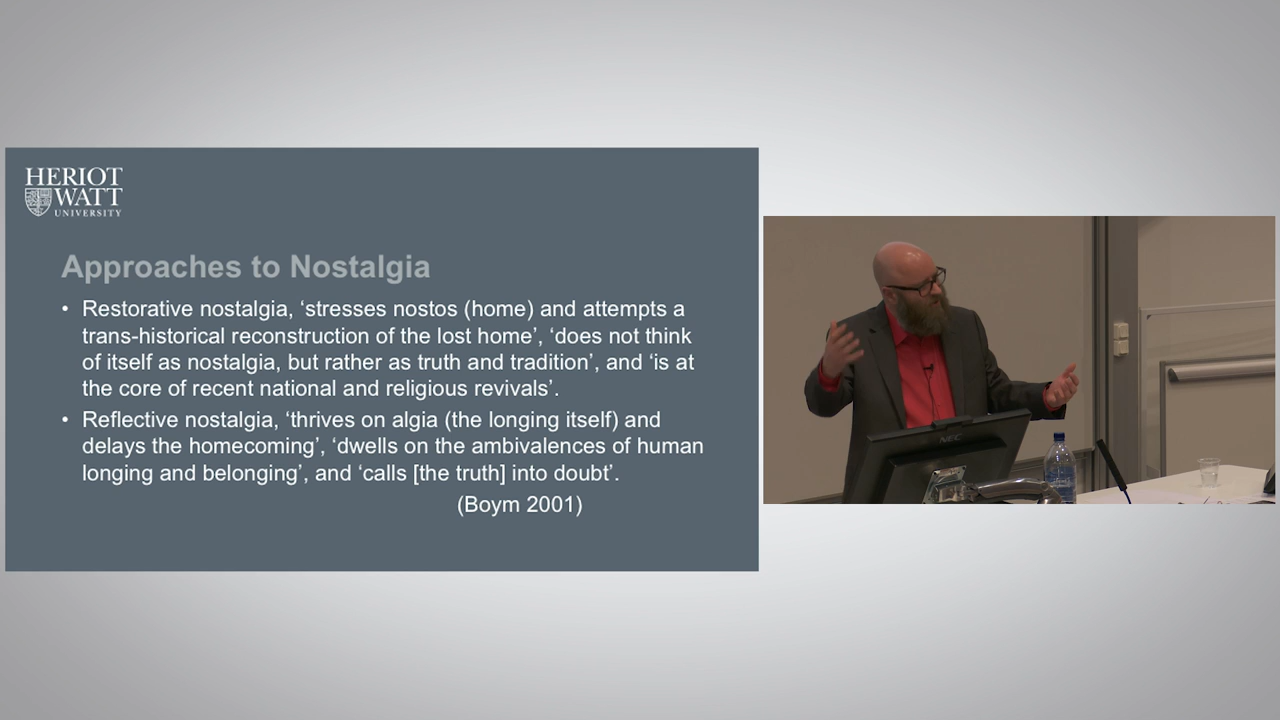 HERIOT
WATT
UNIVERSITY
Approaches to Nostalgia
• Restorative nostalgia, ‘stresses nostos (home) and attempts a
trans-historical reconstruction of the lost home’, ‘does not think
of itself as nostalgia, but rather as truth and tradition’, and ‘is at
the core of recent national and religious revivals’.
• Reflective nostalgia, ‘thrives on algia (the longing itself) and
delays the homecoming’, ‘dwells on the ambivalences of human
longing and belonging’, and ‘calls [the truth] into doubt’.
(Boym 2001)
NEC